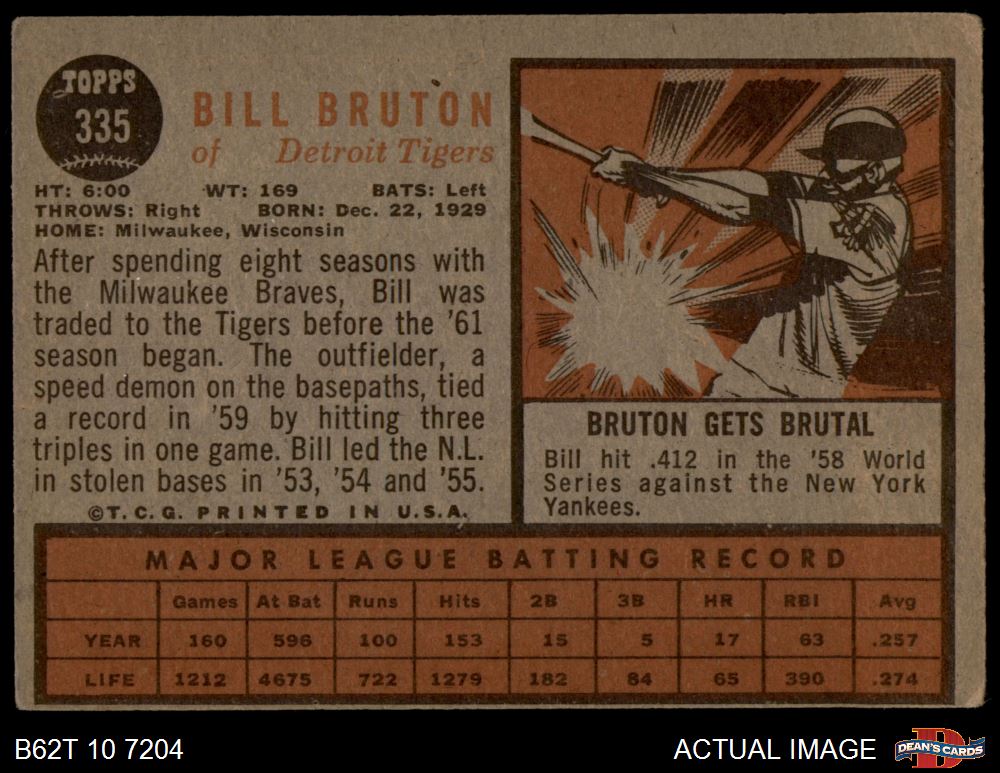 TOPPS
335
BILL BRUTON
of Detroit Tigers
HT: 6:00 WT: 169 BATS: Left
THROWS: Right BORN: Dec. 22, 1929
HOME: Milwaukee, Wisconsin
After spending eight seasons with
the Milwaukee Braves, Bill was
traded to the Tigers before the '61
season began. The outfielder, a
speed demon on the basepaths, tied
a record in '59 by hitting three
triples in one game. Bill led the N.L.
in stolen bases in '53, '54 and '55.
©T. C. G. PRINTED IN U.S.A.
BRUTON GETS BRUTAL
Bill hit .412 in the '58 World
Series against the New York
Yankees.
MAJOR LEAGUE BATTING RECORD
Games At Bat Runs Hits 2B 3B HR RBI Avg
YEAR 160 596 100 153 15 5 17 63 .257
LIFE 1212 4675 722 1279 182 84 65 390 .274
B62T 10 7204
ACTUAL IMAGE
D
DEAN'S CARDS